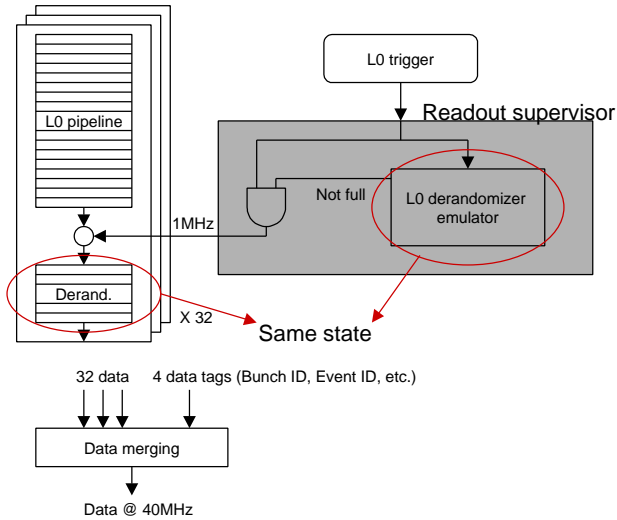 L0 trigger
Readout supervisor
L0 pipeline
Not full
L0 derandomizer
emulator
1MHz
Derand.
X 32
Same state
32 data
4 data tags (Bunch ID, Event ID, etc.)
Data merging
Data @ 40MHz